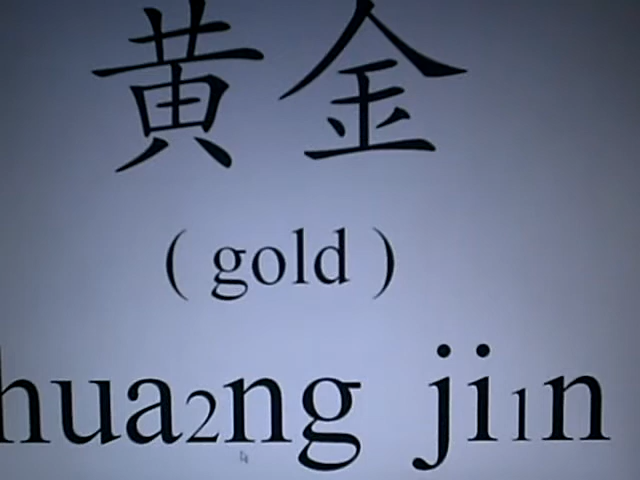 黄金
( gold )
hua2ng ji1n